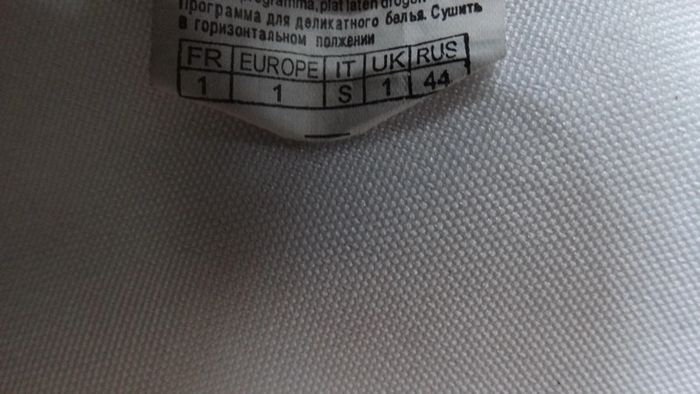 programma, plat laten drogen
Программа для деликатного белья. Сушить
в горизонтальном полжении
FR EUROPE IT UK RUS
1 1 S 1 44